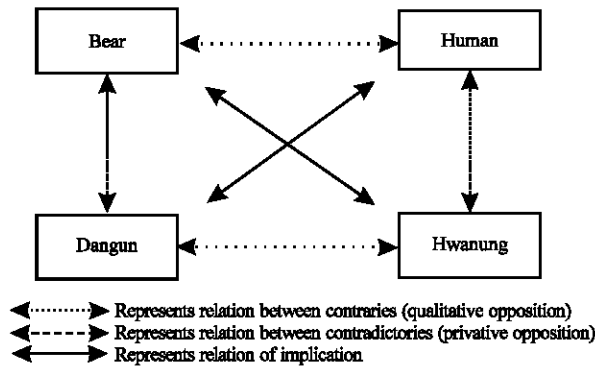 Bear
Human
Dangun
Hwanung
Represents relation between contraries (qualitative opposition)
Represents relation between contradictories (privative opposition)
Represents relation of implication